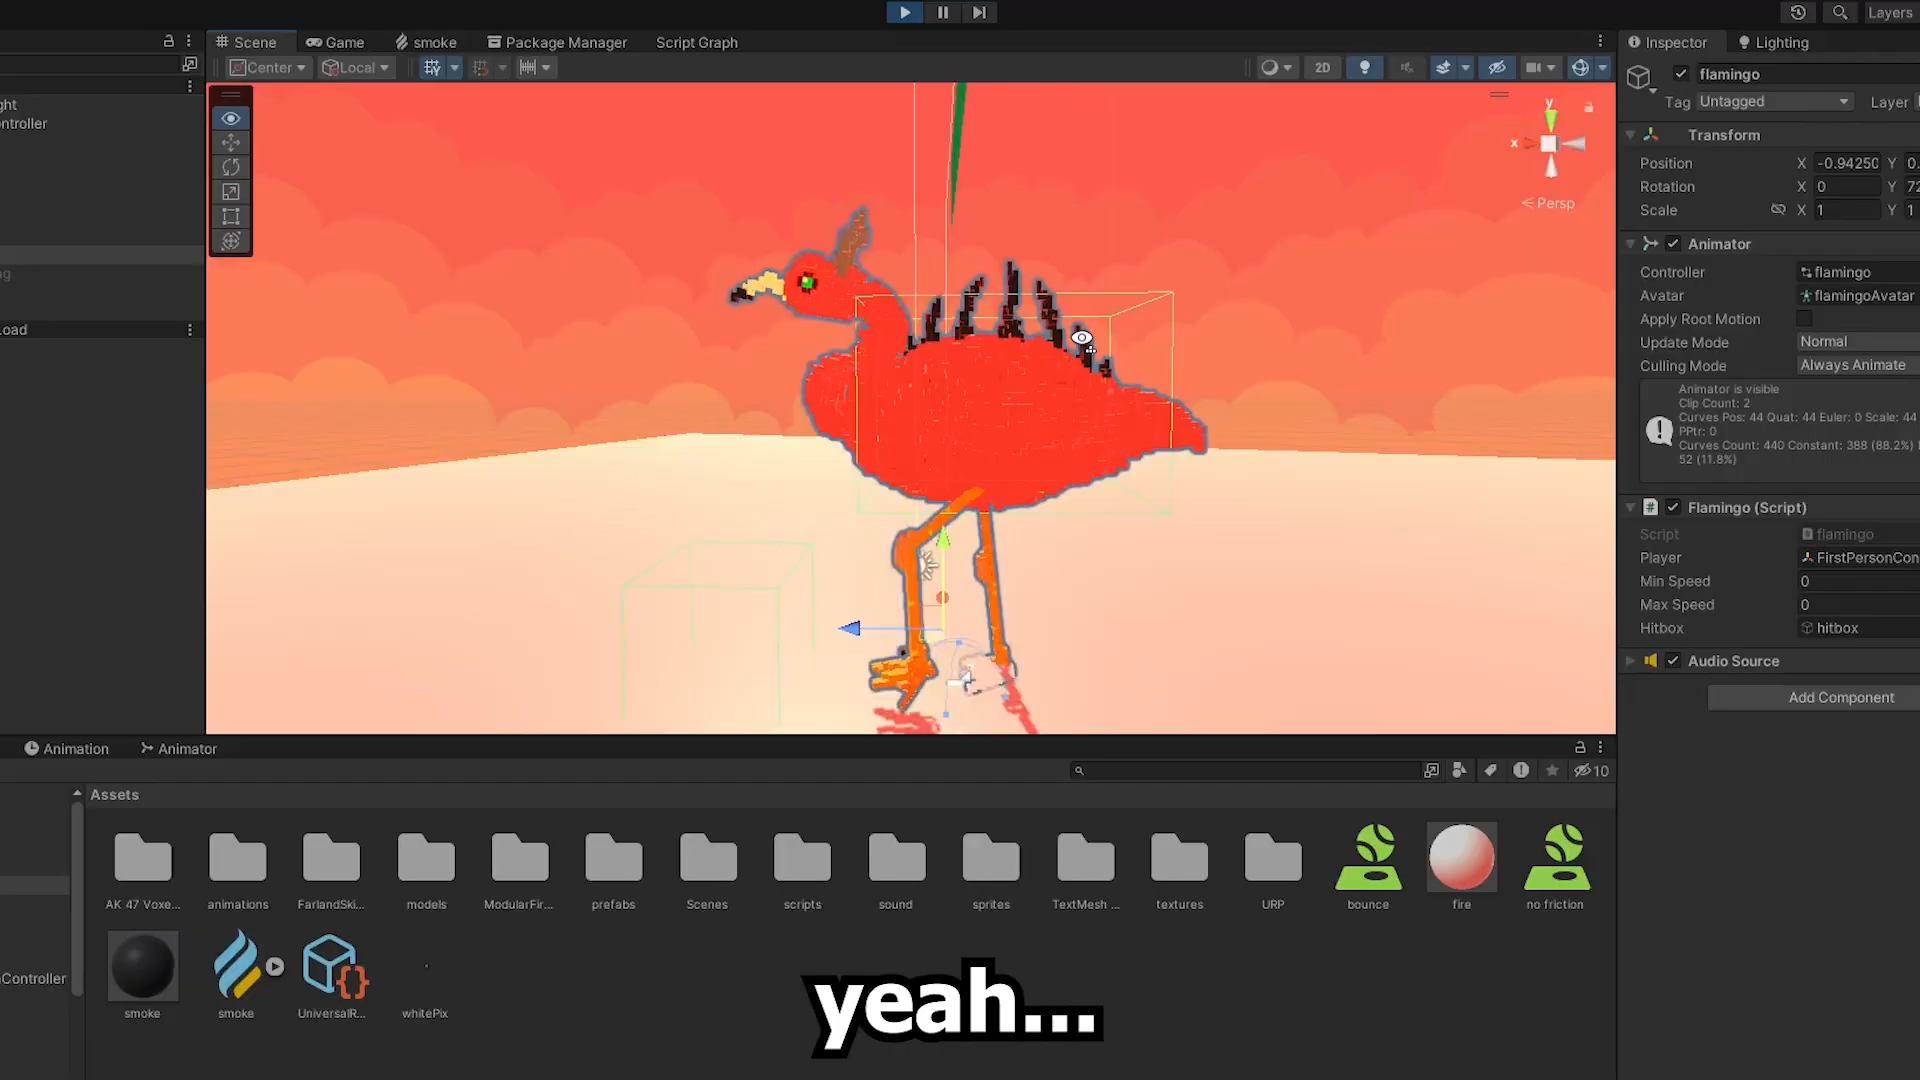 Layers
Scene
Game
smoke
Package Manager
Script Graph
Inspector
Lighting
Center
Local
2D
flamingo
Tag Untagged
Layer
ght
ntroller
y
x
Persp
Transform
Position X -0.94250 Y 0.
Rotation X 0 Y 72
Scale X 1 Y 1
Animator
Controller flamingo
Avatar flamingoAvatar
Apply Root Motion
Update Mode Normal
Culling Mode Always Animate
Animator is visible
Clip Count: 2
Curves Pos: 44 Quat: 44 Euler: 0 Scale: 44
PPtr: 0
Curves Count: 440 Constant: 388 (88.2%)
52 (11.8%)
ng
oad
Flamingo (Script)
Script flamingo
Player FirstPersonCon
Min Speed 0
Max Speed 0
Hitbox hitbox
Audio Source
Add Component
Animation
Animator
10
Assets
AK 47 Voxe...
animations
FarlandSki...
models
ModularFir...
prefabs
Scenes
scripts
sound
sprites
TextMesh ...
textures
URP
bounce
fire
no friction
Controller
smoke
smoke
UniversalR...
whitePix
yeah...